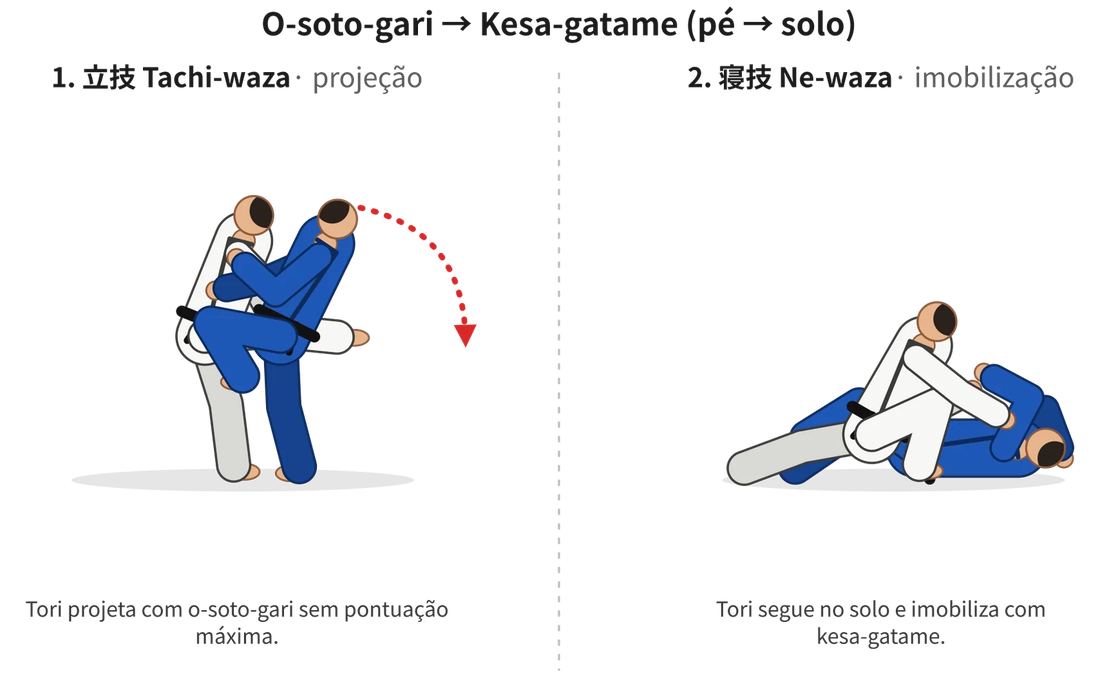 O-soto-gari → Kesa-gatame (pé → solo)
1. 立技 Tachi-waza · projeção
2. 寝技 Ne-waza · imobilização
Tori projeta com o-soto-gari sem pontuação
máxima.
Tori segue no solo e imobiliza com
kesa-gatame.